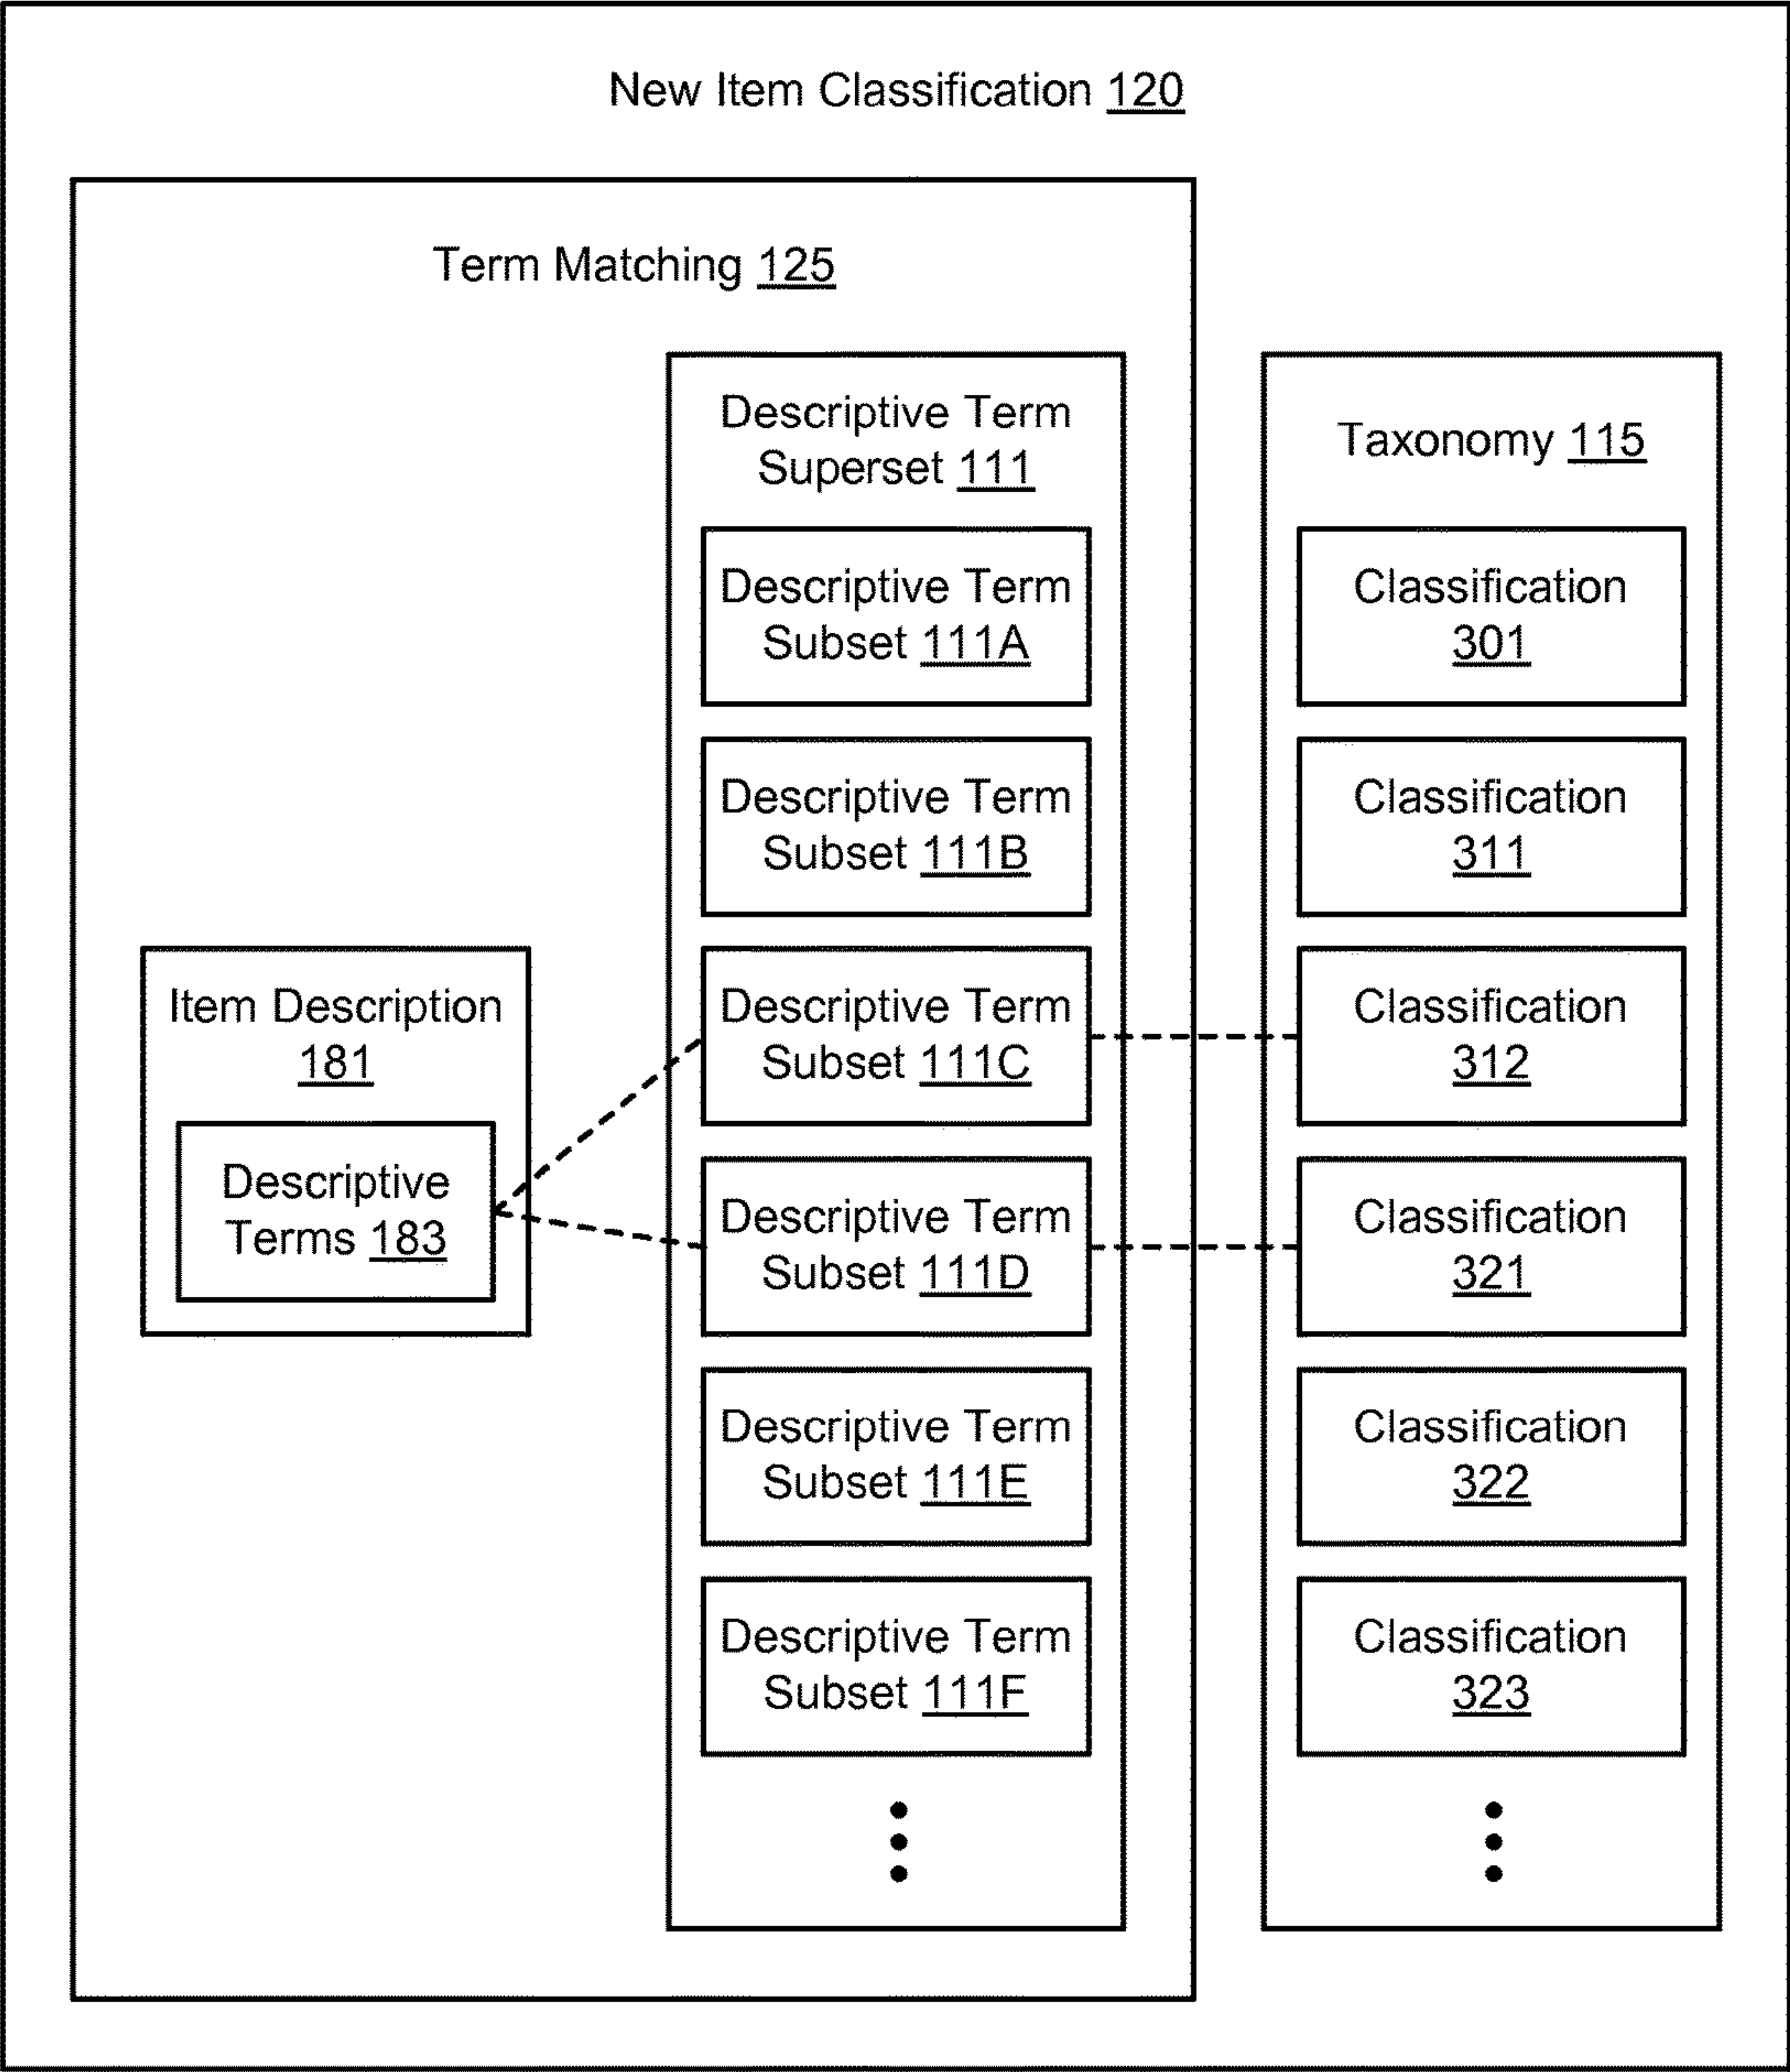 New Item Classification 120
Term Matching 125
Descriptive Term
Superset 111
Descriptive Term
Subset 111A
Descriptive Term
Subset 111B
Descriptive Term
Subset 111C
Descriptive Term
Subset 111D
Descriptive Term
Subset 111E
Descriptive Term
Subset 111F
Item Description
181
Descriptive
Terms 183
Taxonomy 115
Classification
301
Classification
311
Classification
312
Classification
321
Classification
322
Classification
323